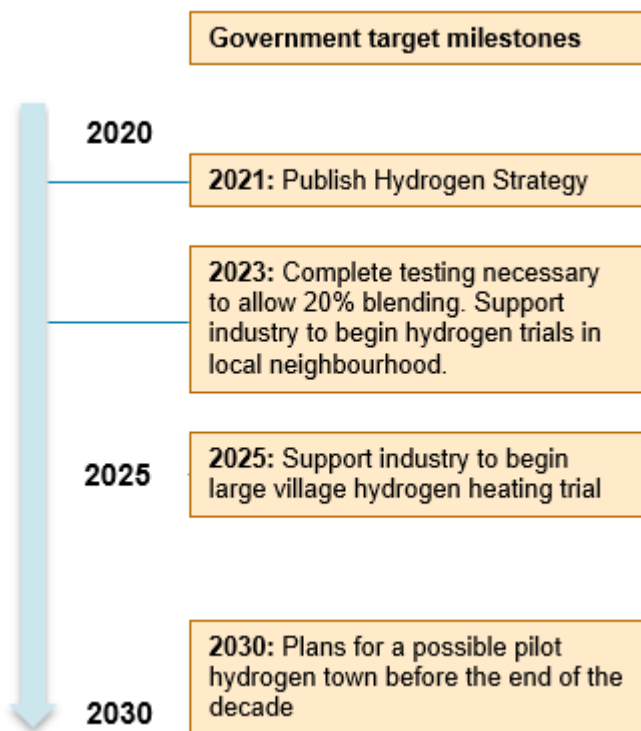 Government target milestones
2020
2021: Publish Hydrogen Strategy
2023: Complete testing necessary
to allow 20% blending. Support
industry to begin hydrogen trials in
local neighbourhood.
2025
2025: Support industry to begin
large village hydrogen heating trial
2030: Plans for a possible pilot
hydrogen town before the end of the
decade
2030